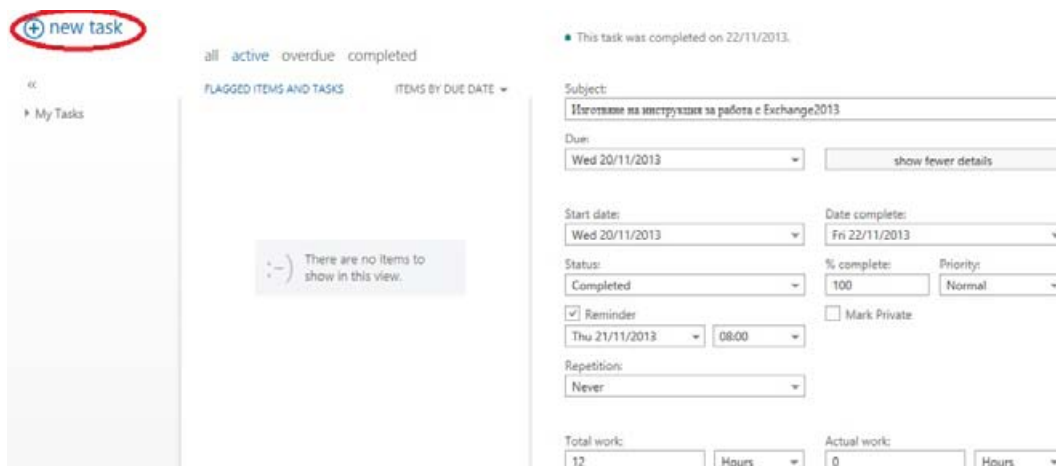 new task
all active overdue completed
«
My Tasks
FLAGGED ITEMS AND TASKS ITEMS BY DUE DATE
:-)
There are no items to
show in this view.
This task was completed on 22/11/2013.
Subject:
Изготвяне на инструкция за работа с Exchange2013
Due:
Wed 20/11/2013 show fewer details
Start date: Date complete:
Wed 20/11/2013 Fri 22/11/2013
Status: % complete: Priority:
Completed 100 Normal
Reminder Mark Private
Thu 21/11/2013 08:00
Repetition:
Never
Total work: Actual work:
12 Hours 0 Hours